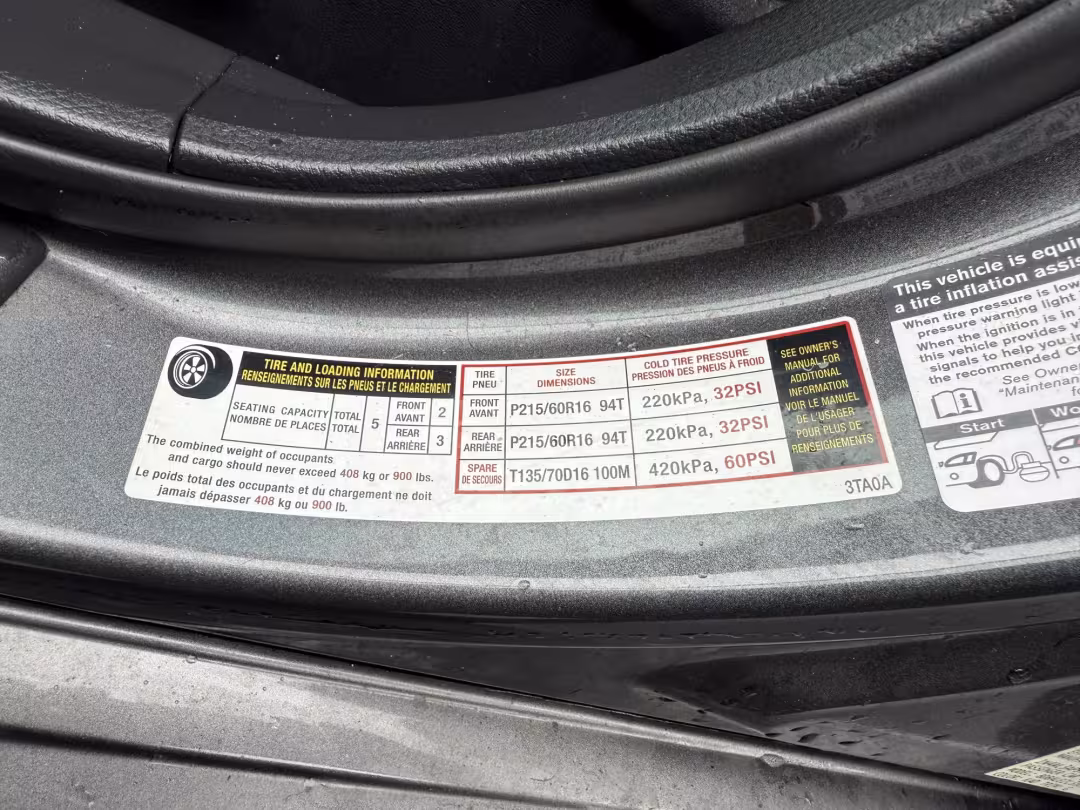 TIRE AND LOADING INFORMATION
RENSEIGNEMENTS SUR LES PNEUS ET LE CHARGEMENT
SEATING CAPACITY
NOMBRE DE PLACES
TOTAL
TOTAL
5
FRONT
AVANT
2
REAR
ARRIÈRE
3
The combined weight of occupants
and cargo should never exceed 408 kg or 900 lbs.
Le poids total des occupants et du chargement ne doit
jamais dépasser 408 kg ou 900 lb.
TIRE
PNEU
SIZE
DIMENSIONS
COLD TIRE PRESSURE
PRESSION DES PNEUS À FROID
FRONT
AVANT
P215/60R16 94T
220kPa, 32PSI
REAR
ARRIÈRE
P215/60R16 94T
220kPa, 32PSI
SPARE
DE SECOURS
T135/70D16 100M
420kPa, 60PSI
SEE OWNER'S
MANUAL FOR
ADDITIONAL
INFORMATION
VOIR LE MANUEL
DE L'USAGER
POUR PLUS DE
RENSEIGNEMENTS
3TA0A
This vehicle is
a tire inflation
When tire pressure is low
pressure warning light
When the ignition is in
this vehicle provides
signals to help you
the recommended
See Owner
"Maintenan
Start